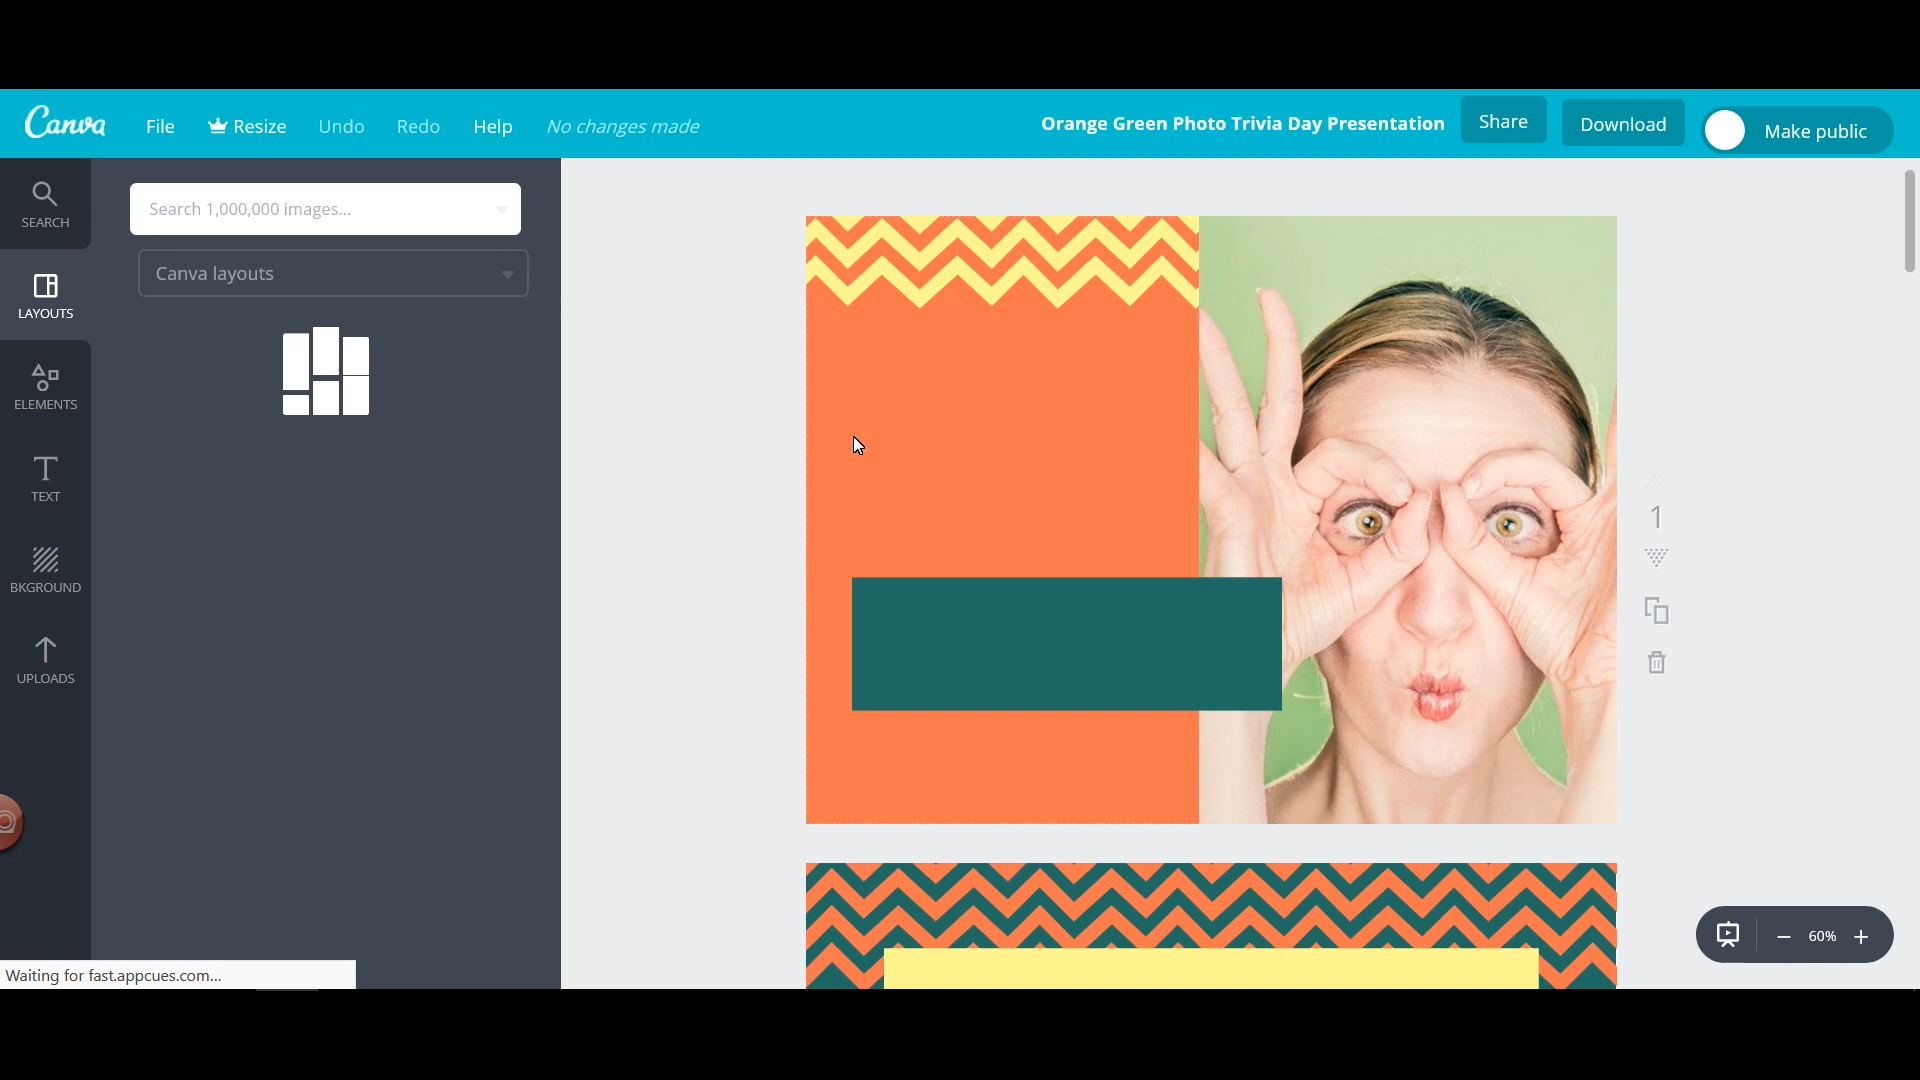 Canva
File
Resize
Undo
Redo
Help
No changes made
Orange Green Photo Trivia Day Presentation
Share
Download
Make public
SEARCH
LAYOUTS
ELEMENTS
TEXT
BKGROUND
UPLOADS
Search 1,000,000 images...
Canva layouts
1
60%
Waiting for fast.appcues.com...